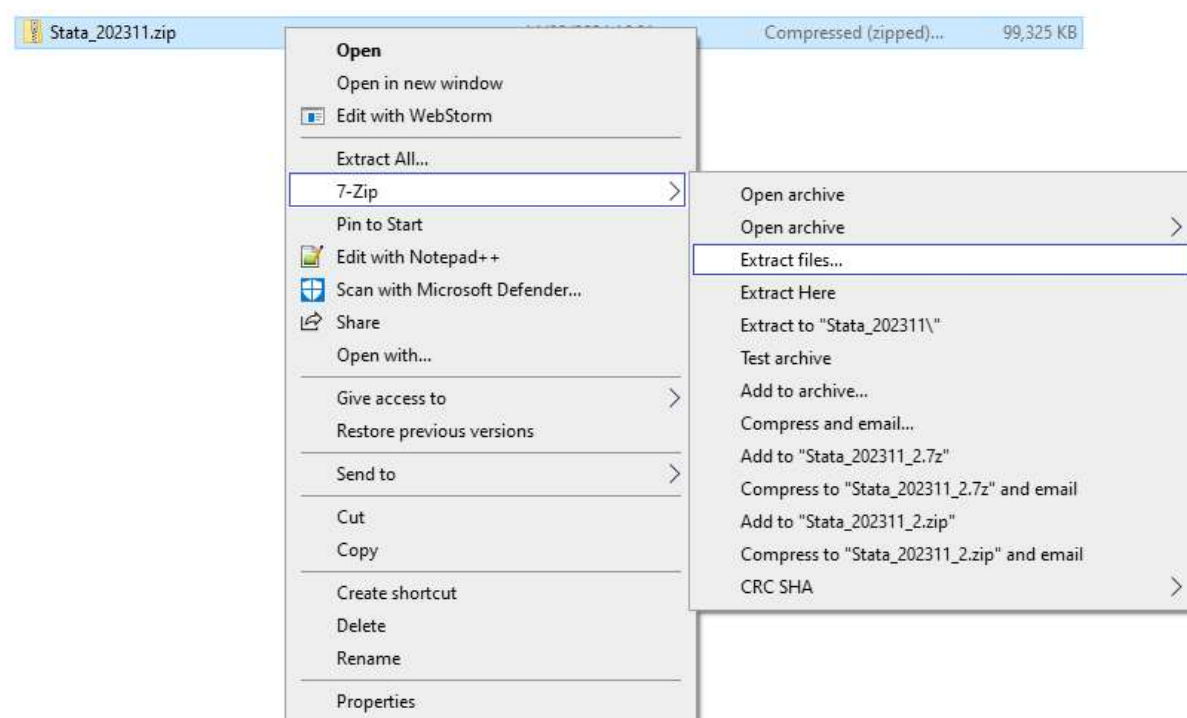 Stata_202311.zip
Compressed (zipped)...
99,325 KB
Open
Open in new window
Edit with WebStorm
Extract All...
7-Zip
Pin to Start
Edit with Notepad++
Scan with Microsoft Defender...
Share
Open with...
Give access to
Restore previous versions
Send to
Cut
Copy
Create shortcut
Delete
Rename
Properties
Open archive
Open archive
Extract files...
Extract Here
Extract to "Stata_202311\"
Test archive
Add to archive...
Compress and email...
Add to "Stata_202311_2.7z"
Compress to "Stata_202311_2.7z" and email
Add to "Stata_202311_2.zip"
Compress to "Stata_202311_2.zip" and email
CRC SHA